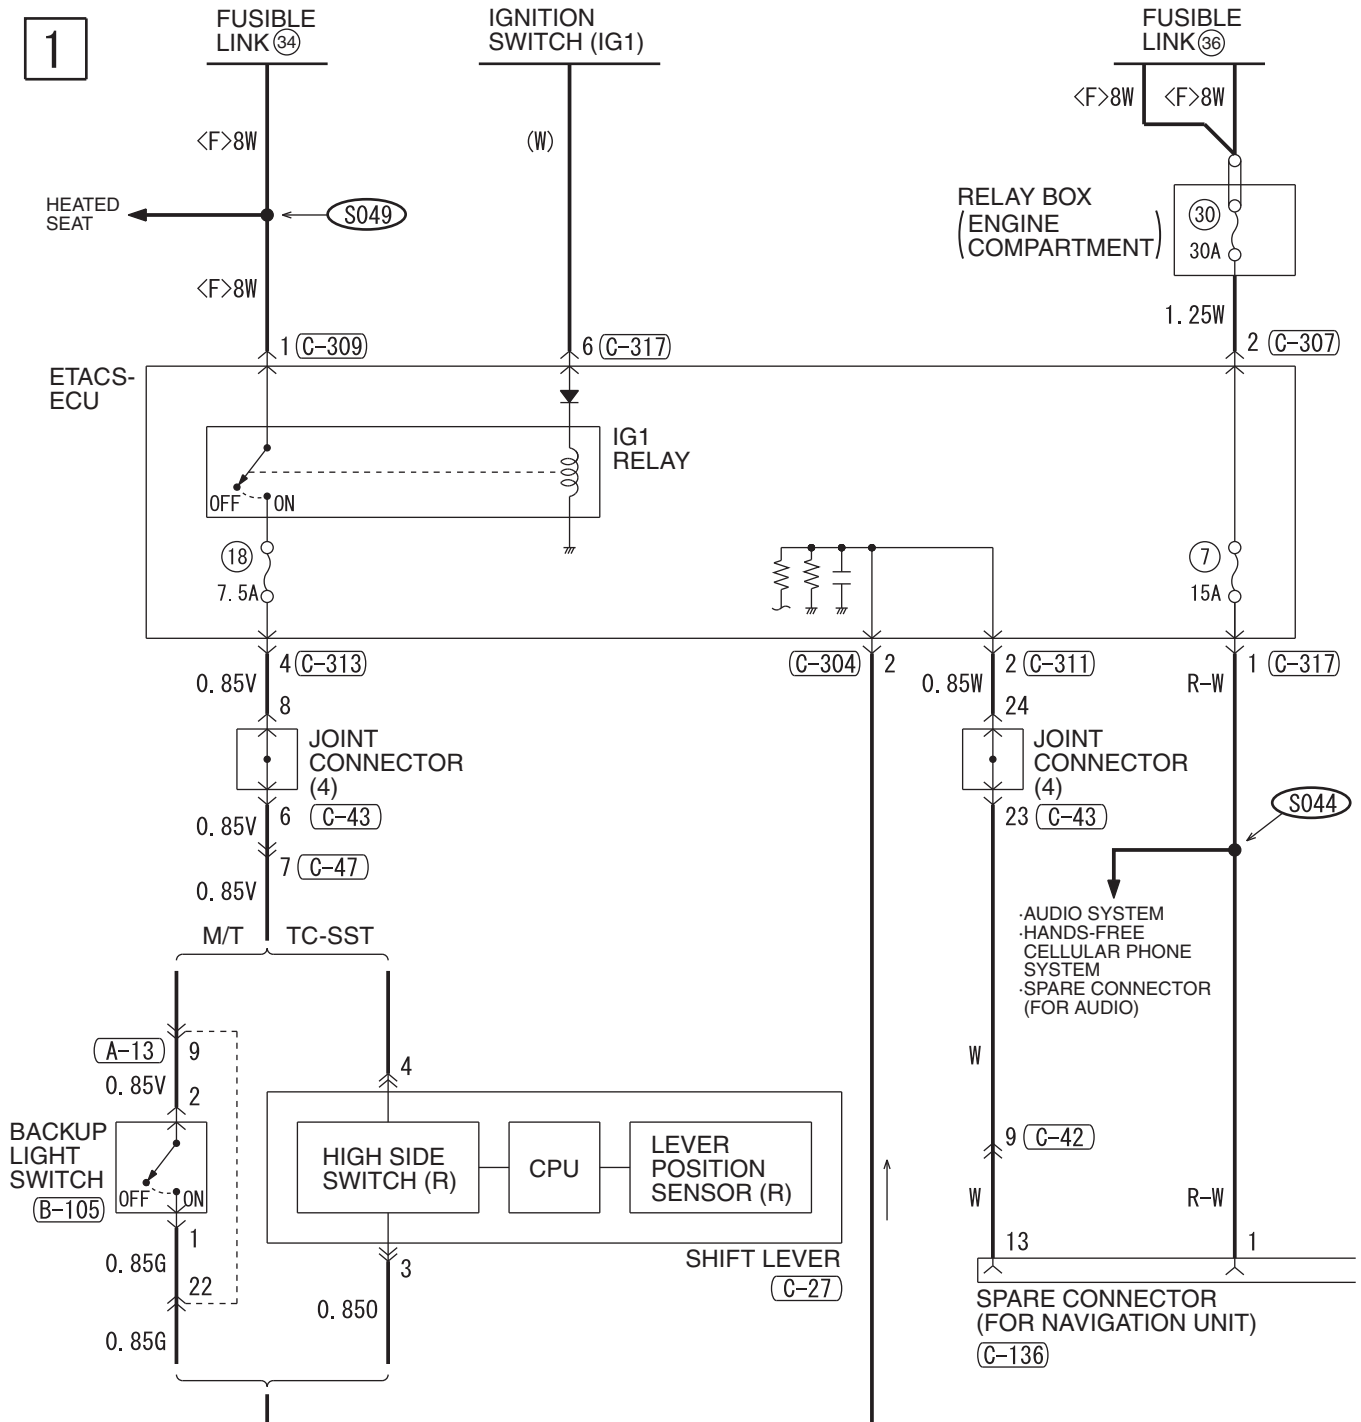 1
FUSIBLE
LINK 34
IGNITION
SWITCH (IG1)
FUSIBLE
LINK 36
<F>8W
(W)
<F>8W
<F>8W
HEATED
SEAT
S049
RELAY BOX
(ENGINE
COMPARTMENT)
30
30A
<F>8W
1.25W
1 C-309
6 C-317
2 C-307
ETACS-
ECU
IG1
RELAY
OFF
ON
18
7.5A
7
15A
4 C-313
C-304 2
2 C-311
1 C-317
0.85V
0.85W
R-W
8
24
JOINT
CONNECTOR
(4)
JOINT
CONNECTOR
(4)
6 C-43
23 C-43
S044
0.85V
7 C-47
0.85V
M/T
TC-SST
·AUDIO SYSTEM
·HANDS-FREE
CELLULAR PHONE
SYSTEM
·SPARE CONNECTOR
(FOR AUDIO)
A-13 9
4
W
0.85V
2
BACKUP
LIGHT
SWITCH
B-105
OFF
ON
HIGH SIDE
SWITCH (R)
CPU
LEVER
POSITION
SENSOR (R)
9 C-42
W
R-W
1
13
1
0.85G
22
3
SHIFT LEVER
C-27
0.85O
0.85G
SPARE CONNECTOR
(FOR NAVIGATION UNIT)
C-136